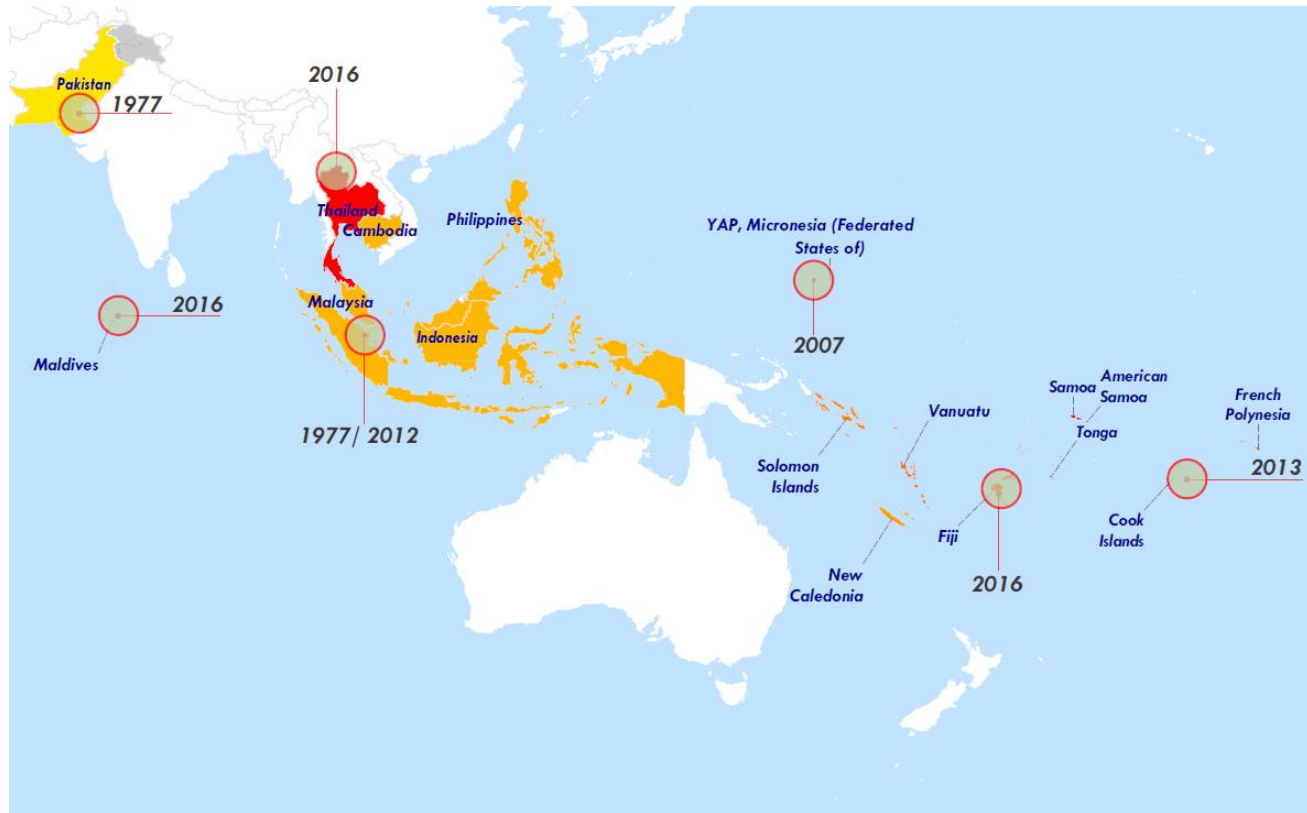 2016
Pakistan
1977
Thailand
Cambodia
Philippines
YAP, Micronesia (Federated
States of)
2016
Malaysia
Indonesia
Maldives
2007
1977/ 2012
Solomon
Islands
Vanuatu
Samoa
American
Samoa
Tonga
French
Polynesia
2013
Fiji
Cook
Islands
New
Caledonia
2016